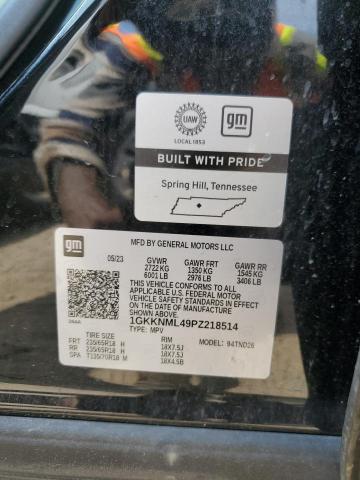 UAW
gm
LOCAL 1853
BUILT WITH PRIDE
Spring Hill, Tennessee
gm
MFD BY GENERAL MOTORS LLC
05/23 GVWR GAWR FRT GAWR RR
2722 KG 1350 KG 1545 KG
6001 LB 2976 LB 3406 LB
THIS VEHICLE CONFORMS TO ALL
APPLICABLE U.S. FEDERAL MOTOR
VEHICLE SAFETY STANDARDS IN EFFECT
ON THE DATE OF MANUFACTURE SHOWN
ABOVE.
1GKKNML49PZ218514
TYPE: MPV
TIRE SIZE RIM MODEL: 94TND26
FRT 235/65R18 H 18X7.5J
RR 235/65R18 H 18X7.5J
SPA T135/70R18 M 18X4.5B